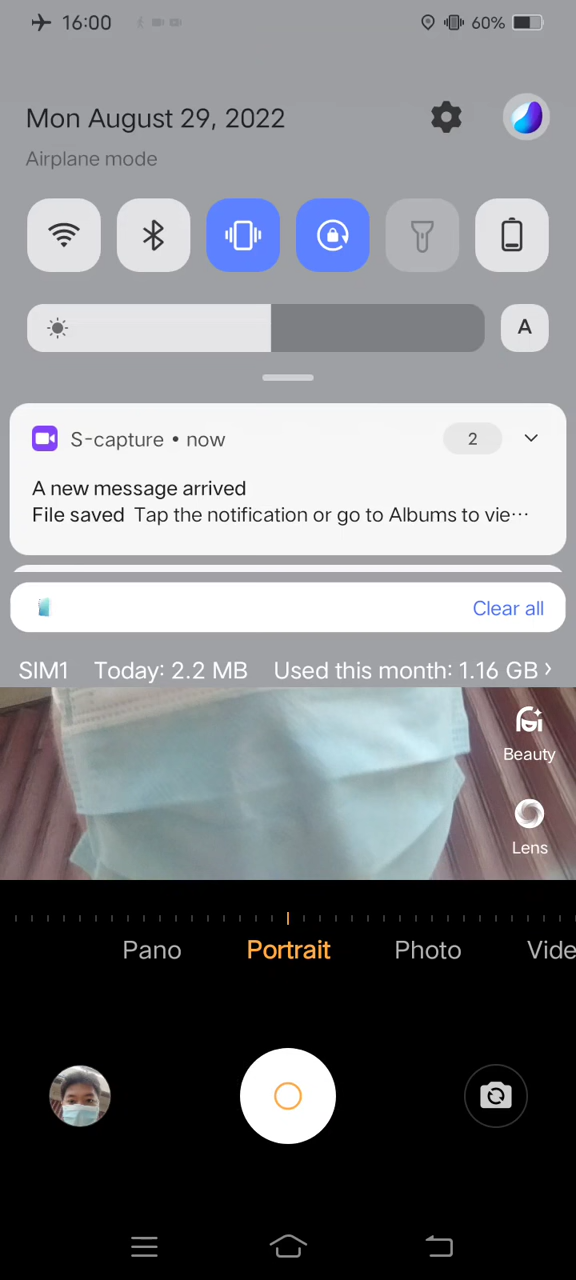 16:00 60%
Mon August 29, 2022
Airplane mode
A
S-capture • now 2
A new message arrived
File saved Tap the notification or go to Albums to vie···
Clear all
SIM1 Today: 2.2 MB Used this month: 1.16 GB ›
Beauty
Lens
Pano Portrait Photo Vide